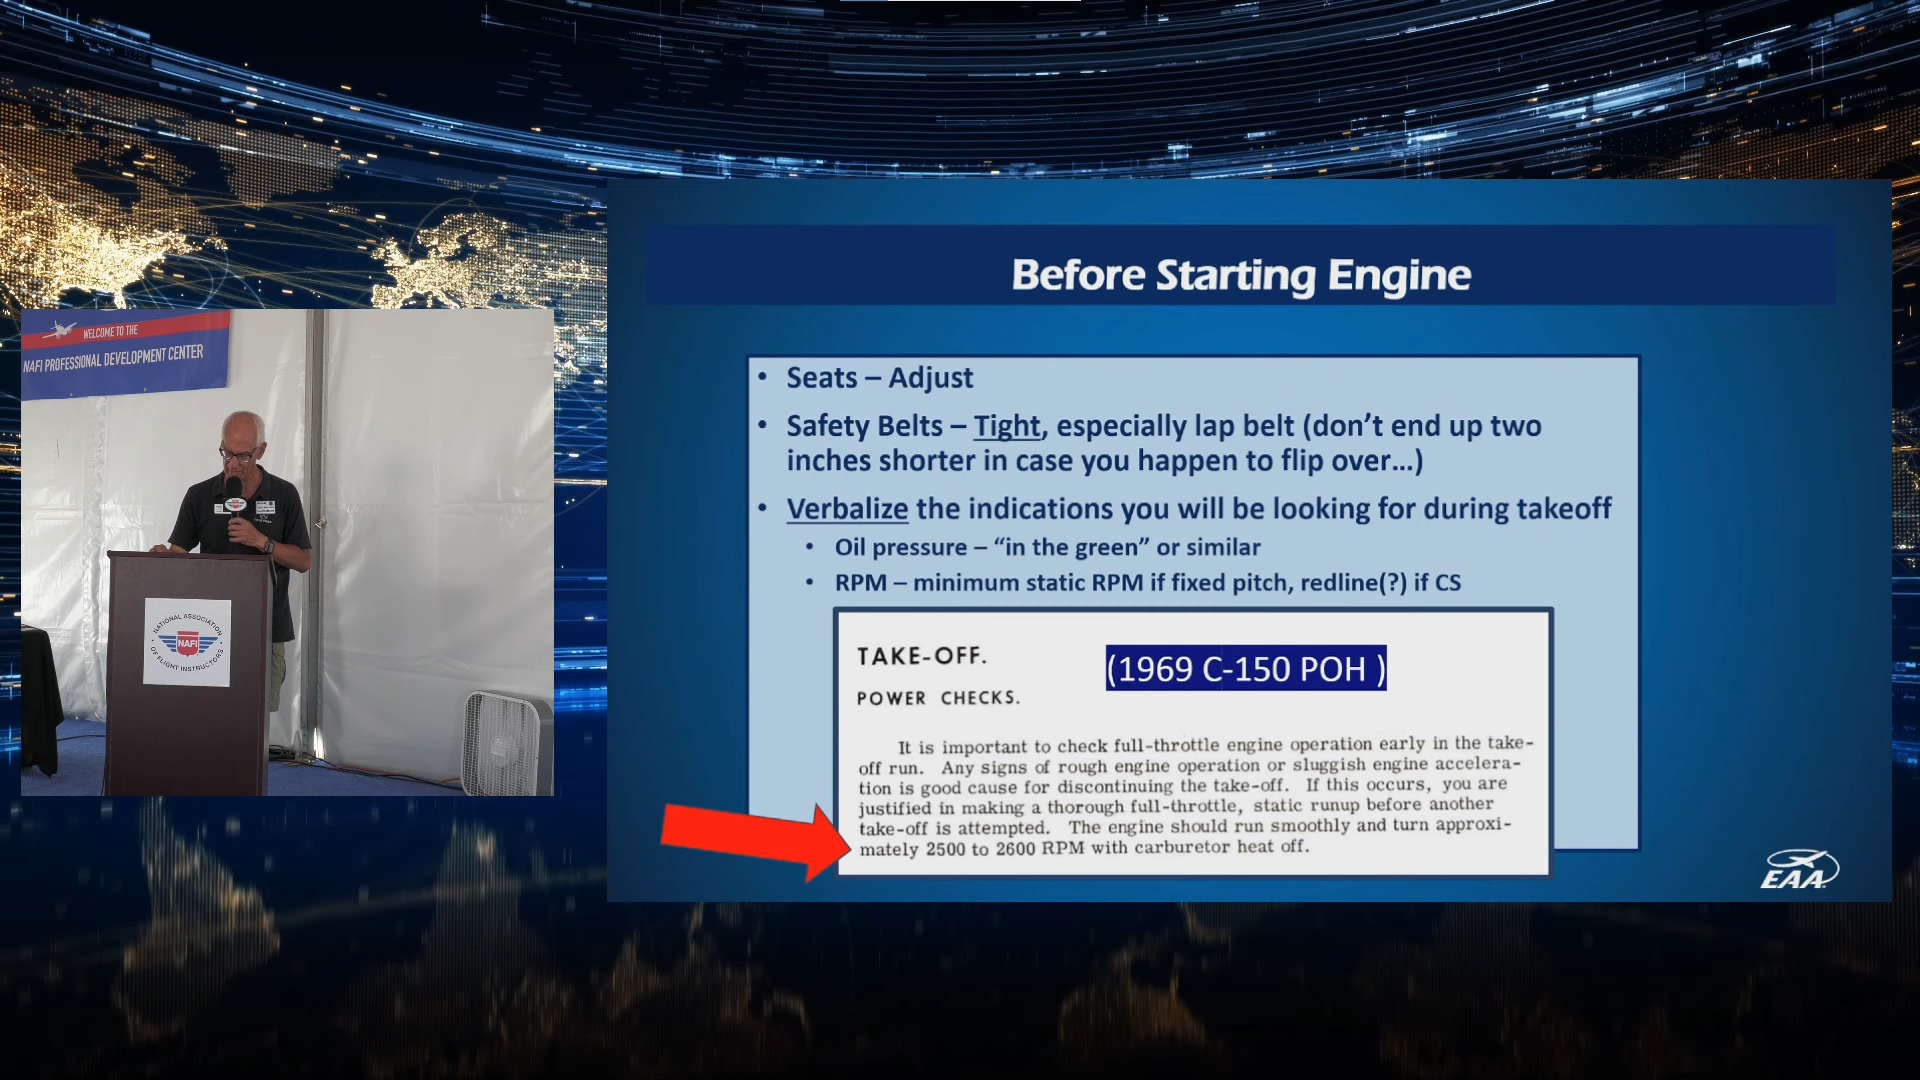 WELCOME TO THE
NAFI PROFESSIONAL DEVELOPMENT CENTER
NATIONAL ASSOCIATION
NAFI
OF FLIGHT INSTRUCTORS
Before Starting Engine
• Seats – Adjust
• Safety Belts – Tight, especially lap belt (don’t end up two
inches shorter in case you happen to flip over...)
• Verbalize the indications you will be looking for during takeoff
• Oil pressure – “in the green” or similar
• RPM – minimum static RPM if fixed pitch, redline(?) if CS
TAKE-OFF.
(1969 C-150 POH )
POWER CHECKS.
It is important to check full-throttle engine operation early in the take-
off run. Any signs of rough engine operation or sluggish engine accelera-
tion is good cause for discontinuing the take-off. If this occurs, you are
justified in making a thorough full-throttle, static runup before another
take-off is attempted. The engine should run smoothly and turn approxi-
mately 2500 to 2600 RPM with carburetor heat off.
EAA